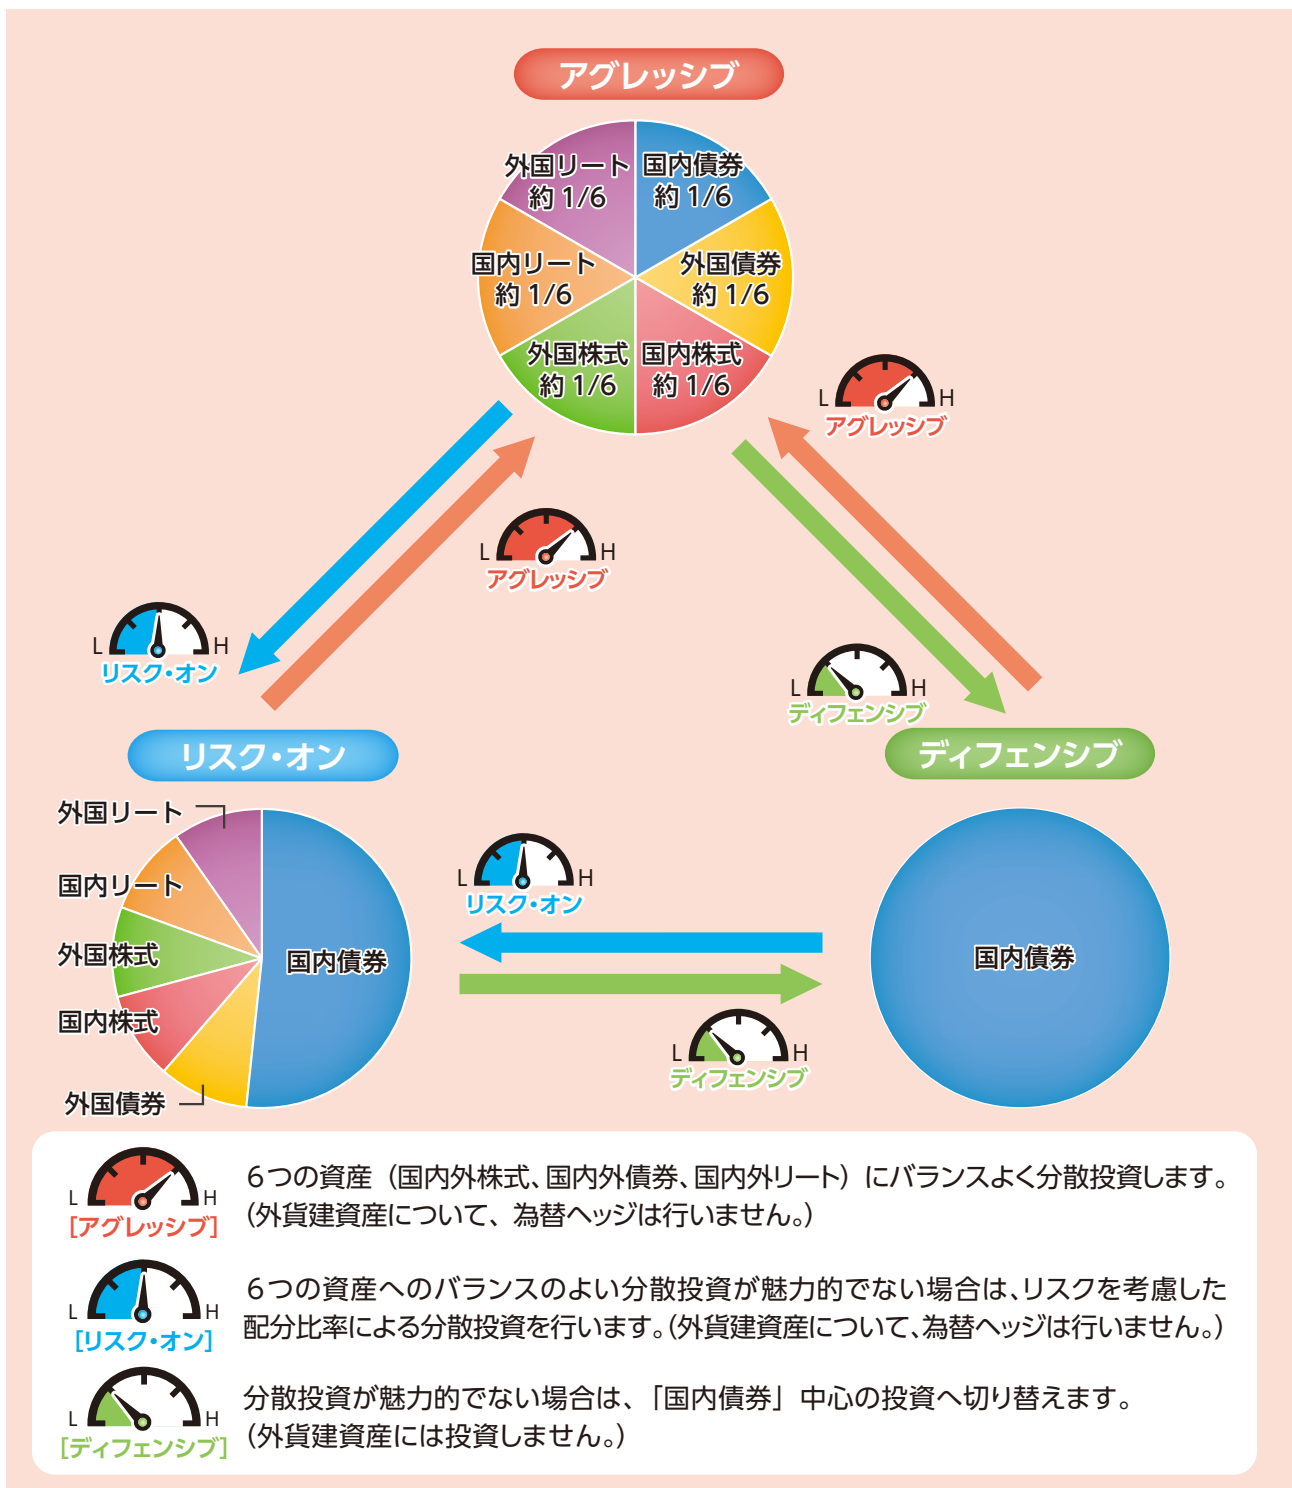 アグレッシブ
外国リート
約 1/6
国内債券
約 1/6
国内リート
約 1/6
外国債券
約 1/6
外国株式
約 1/6
国内株式
約 1/6
L H
アグレッシブ
L H
アグレッシブ
L H
リスク・オン
L H
ディフェンシブ
リスク・オン
ディフェンシブ
外国リート
国内リート
外国株式
国内株式
外国債券
国内債券
L H
リスク・オン
国内債券
L H
ディフェンシブ
L H
[アグレッシブ]
6つの資産（国内外株式、国内外債券、国内外リート）にバランスよく分散投資します。
（外貨建資産について、為替ヘッジは行いません。）
L H
[リスク・オン]
6つの資産へのバランスのよい分散投資が魅力的でない場合は、リスクを考慮した
配分比率による分散投資を行います。（外貨建資産について、為替ヘッジは行いません。）
L H
[ディフェンシブ]
分散投資が魅力的でない場合は、「国内債券」中心の投資へ切り替えます。
（外貨建資産には投資しません。）